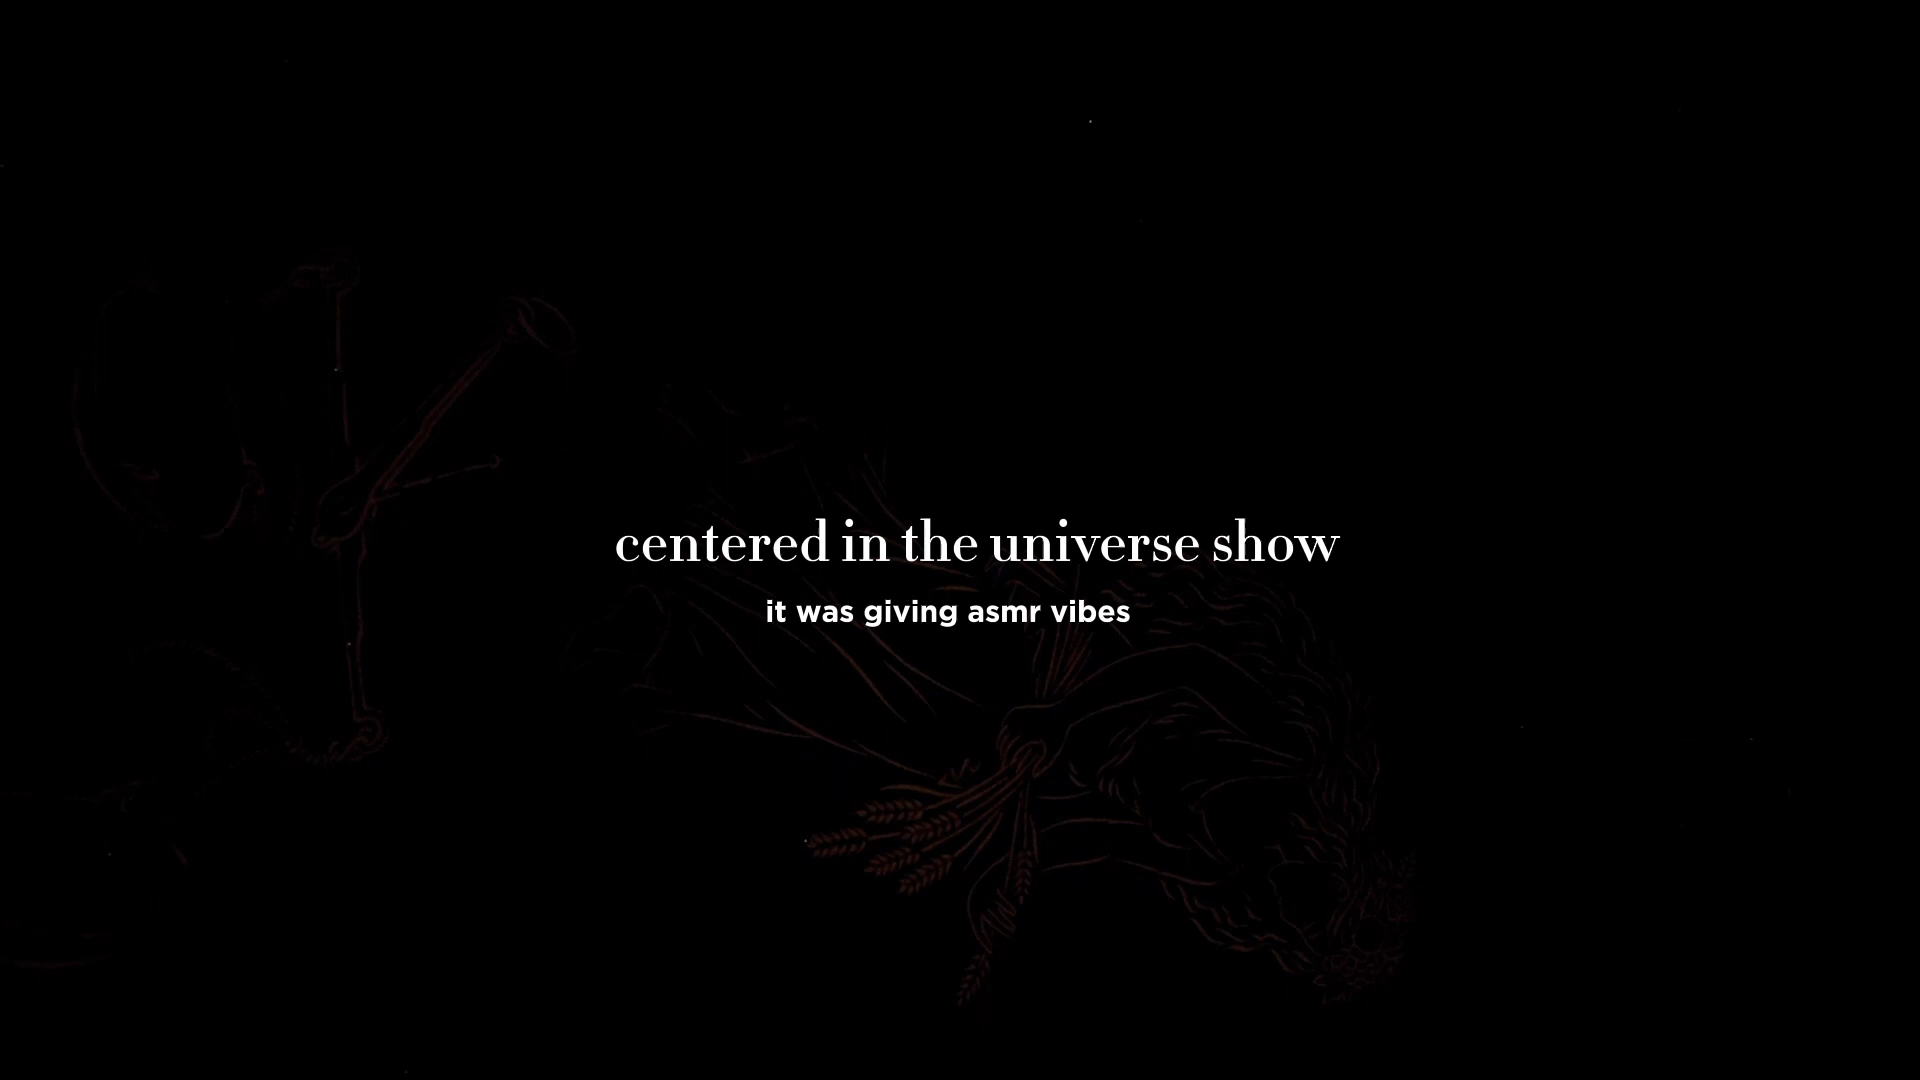 centered in the universe show
it was giving asmr vibes